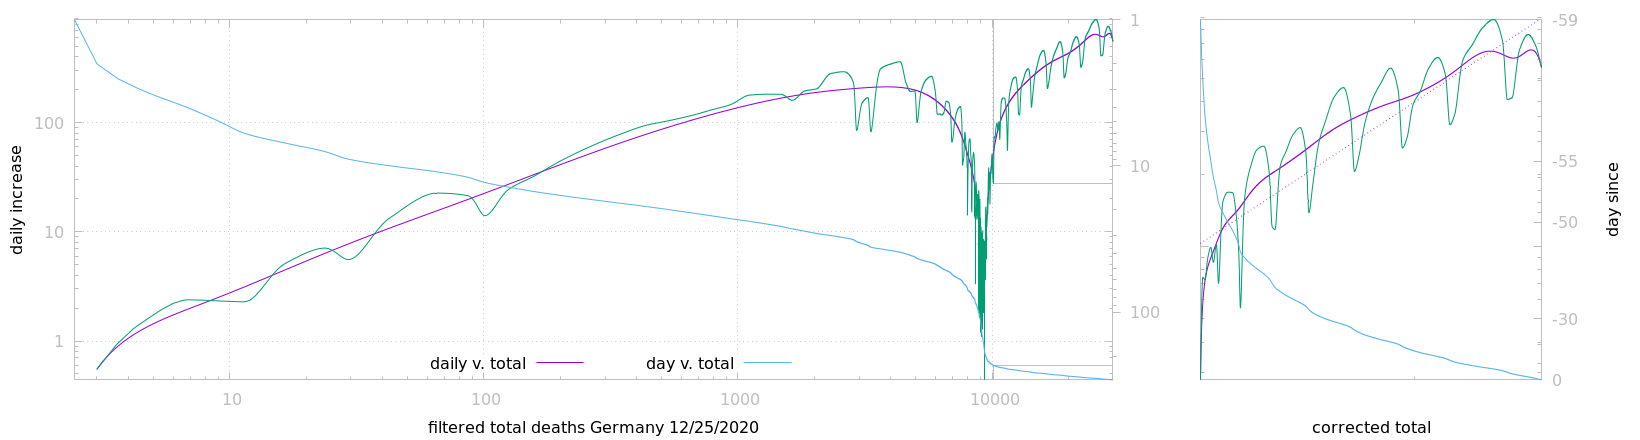 daily increase
100
10
1
10
100
1000
10000
1
10
100
daily v. total
day v. total
filtered total deaths Germany 12/25/2020
-59
-55
-50
-30
0
day since
corrected total